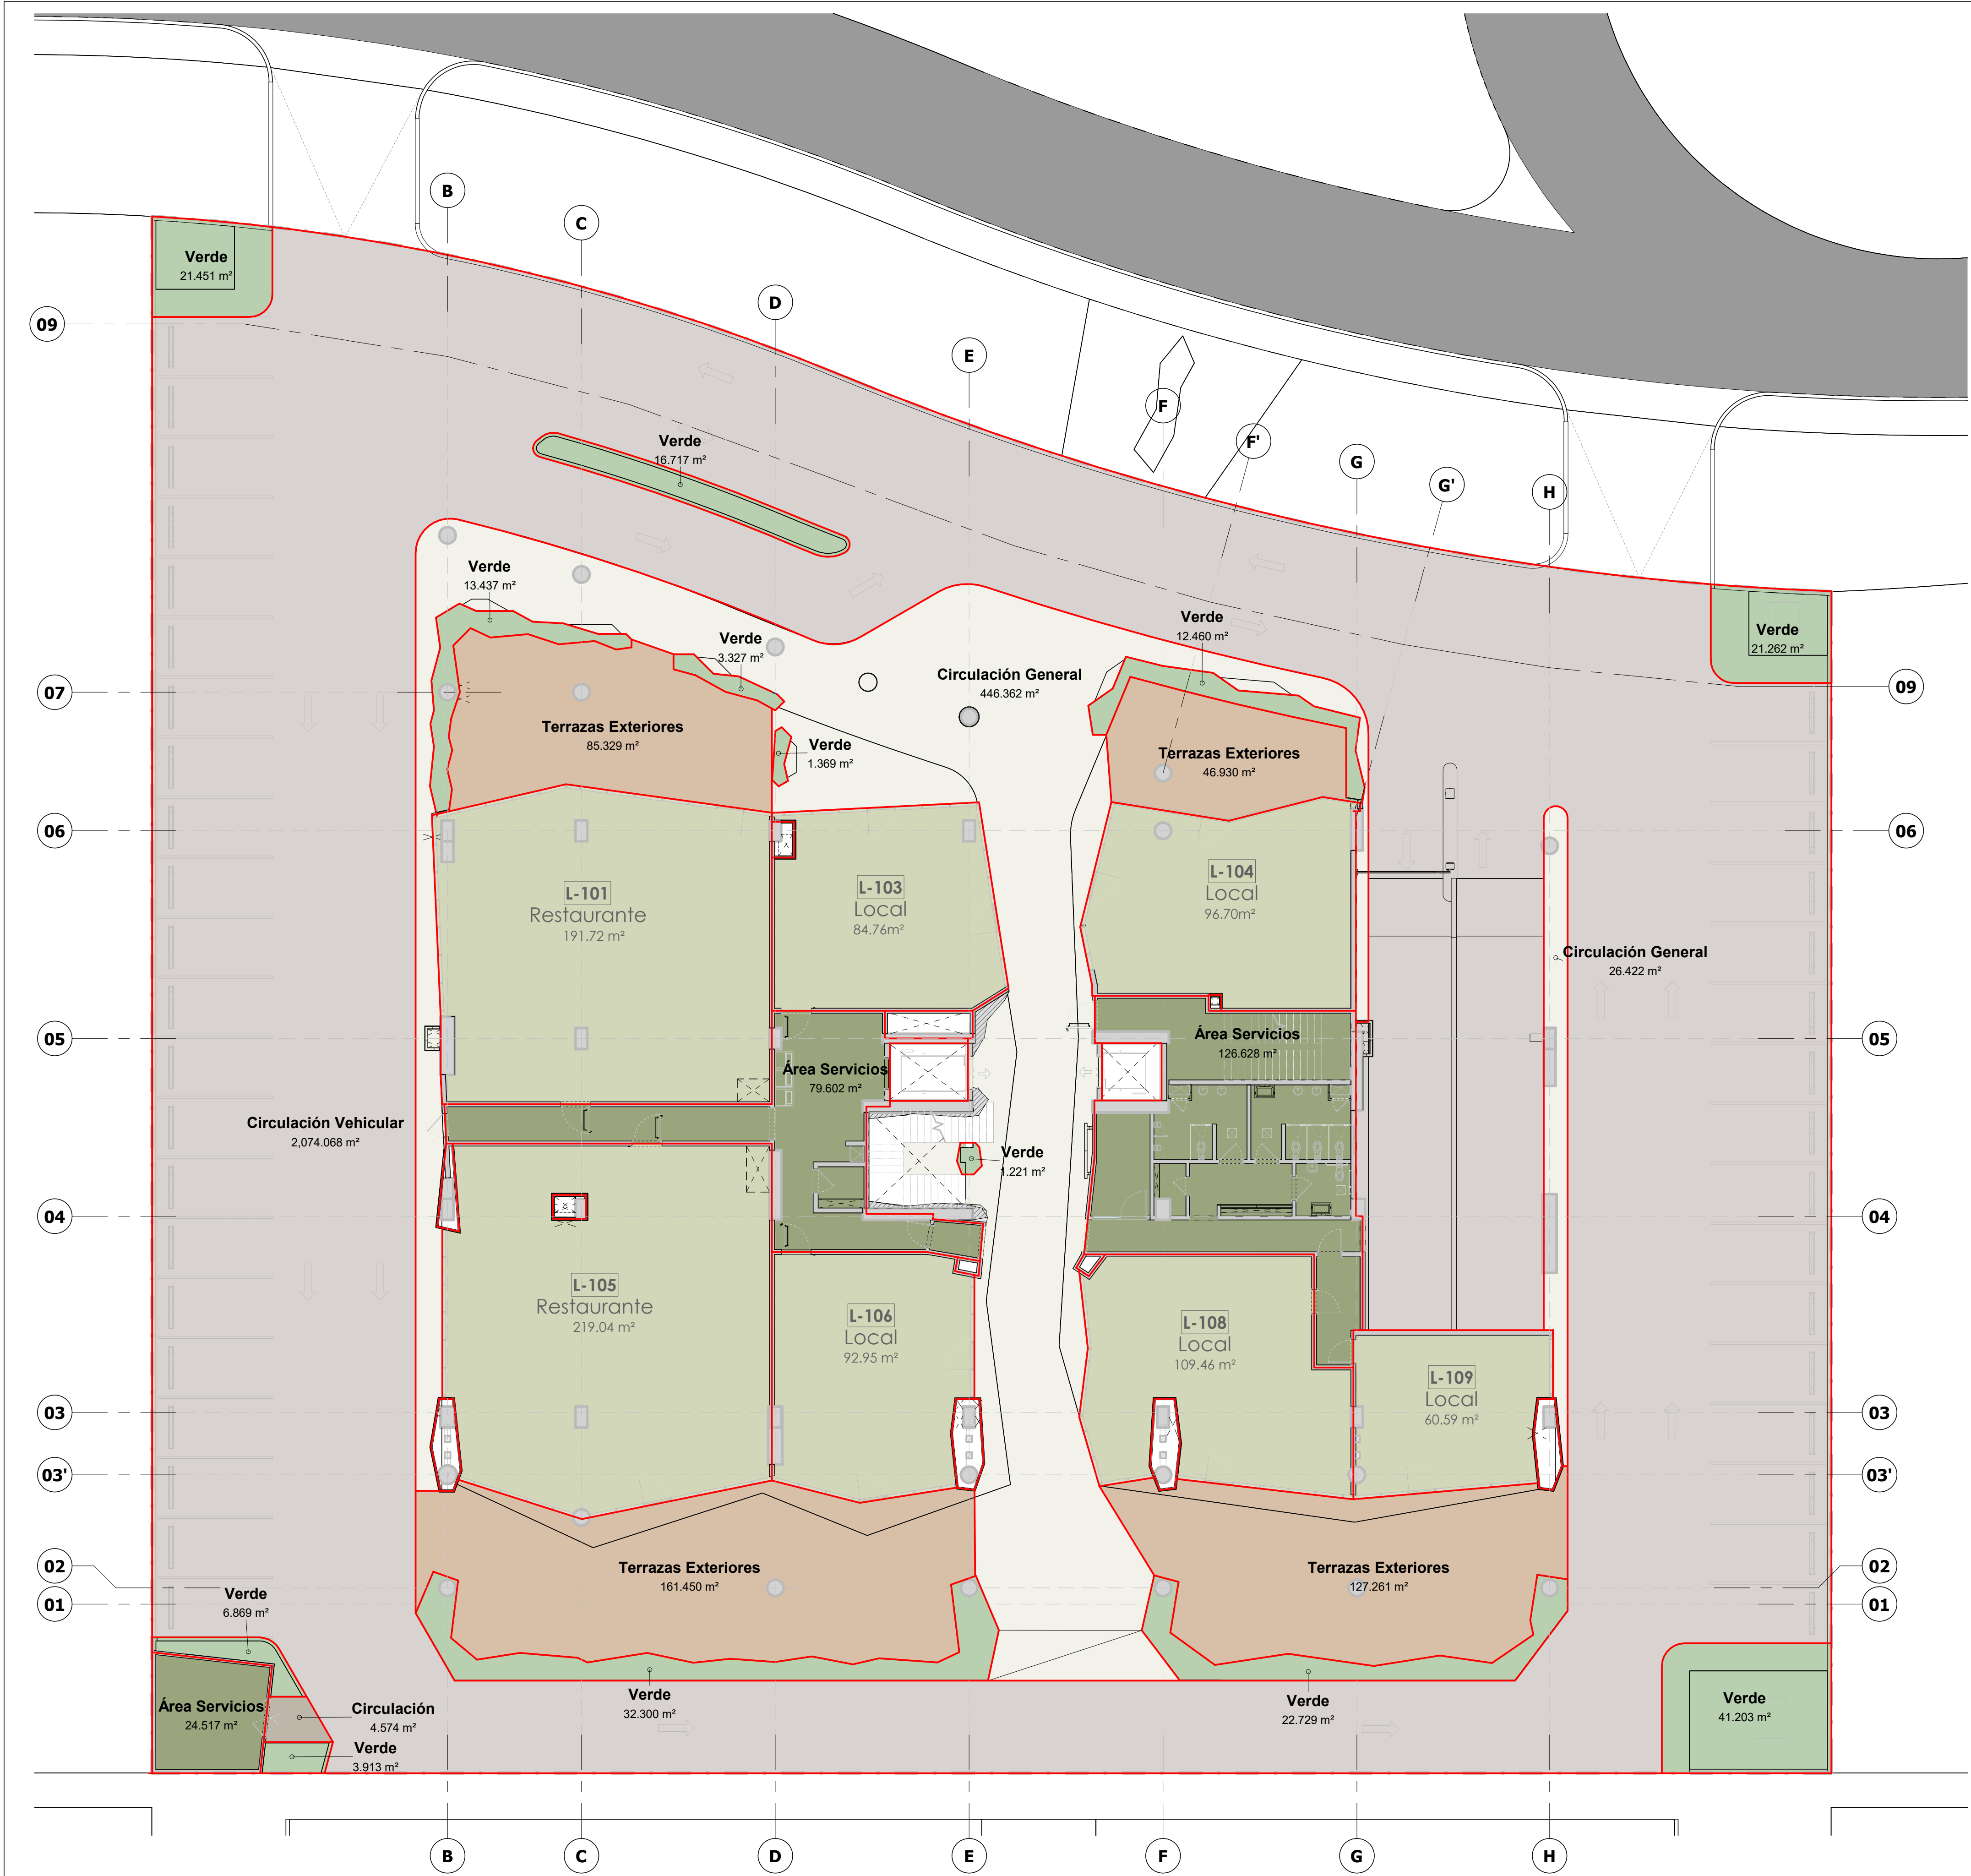 B
C
Verde
21.451 m²
D
09
E
F
F'
Verde
16.717 m²
G
G'
H
Verde
13.437 m²
Verde
12.460 m²
Verde
21.262 m²
Verde
3.327 m²
Circulación General
446.362 m²
07
09
Terrazas Exteriores
85.329 m²
Verde
1.369 m²
Terrazas Exteriores
46.930 m²
06
06
L-101
Restaurante
191.72 m²
L-103
Local
84.76m²
L-104
Local
96.70m²
Circulación General
26.422 m²
05
Área Servicios
126.628 m²
05
Área Servicios
79.602 m²
Circulación Vehicular
2,074.068 m²
Verde
1.221 m²
04
04
L-105
Restaurante
219.04 m²
L-106
Local
92.95 m²
L-108
Local
109.46 m²
L-109
Local
60.59 m²
03
03
03'
03'
02
Terrazas Exteriores
161.450 m²
Terrazas Exteriores
127.261 m²
02
01
Verde
6.869 m²
01
Área Servicios
24.517 m²
Circulación
4.574 m²
Verde
32.300 m²
Verde
22.729 m²
Verde
41.203 m²
Verde
3.913 m²
B
C
D
E
F
G
H